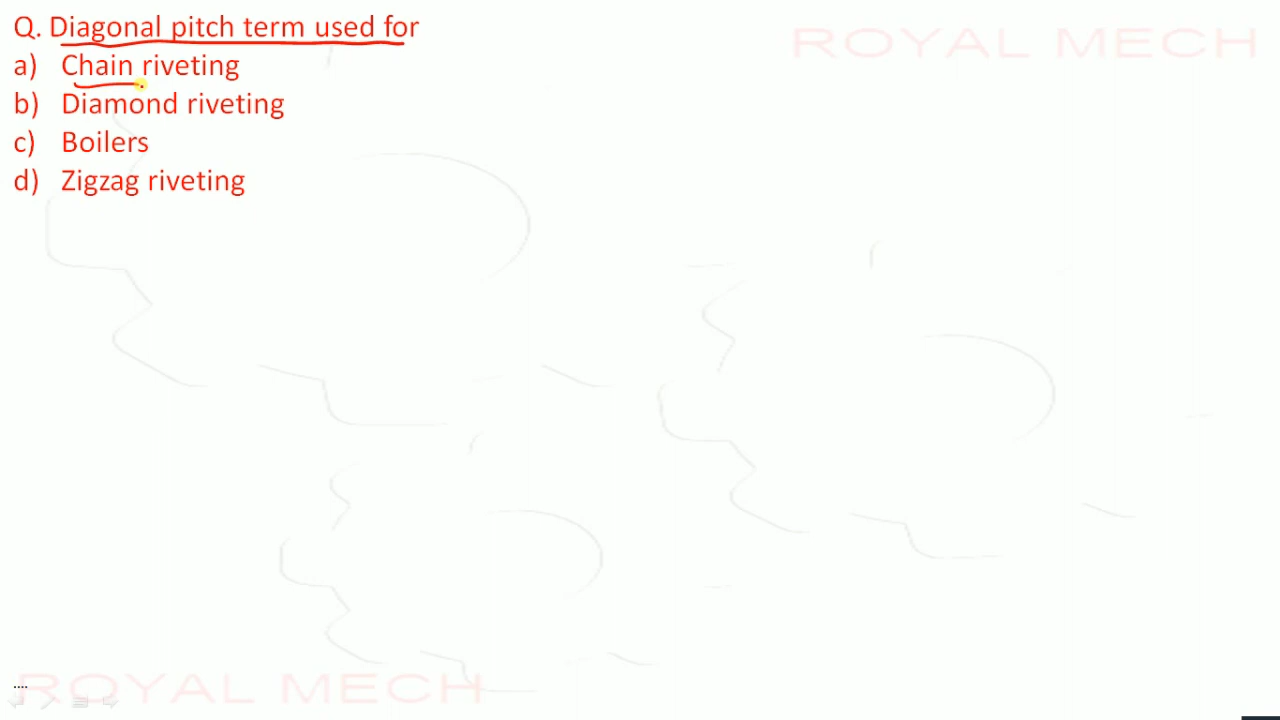 ROYAL MECH
Q. Diagonal pitch term used for
a) Chain riveting
b) Diamond riveting
c) Boilers
d) Zigzag riveting
....
ROYAL MECH